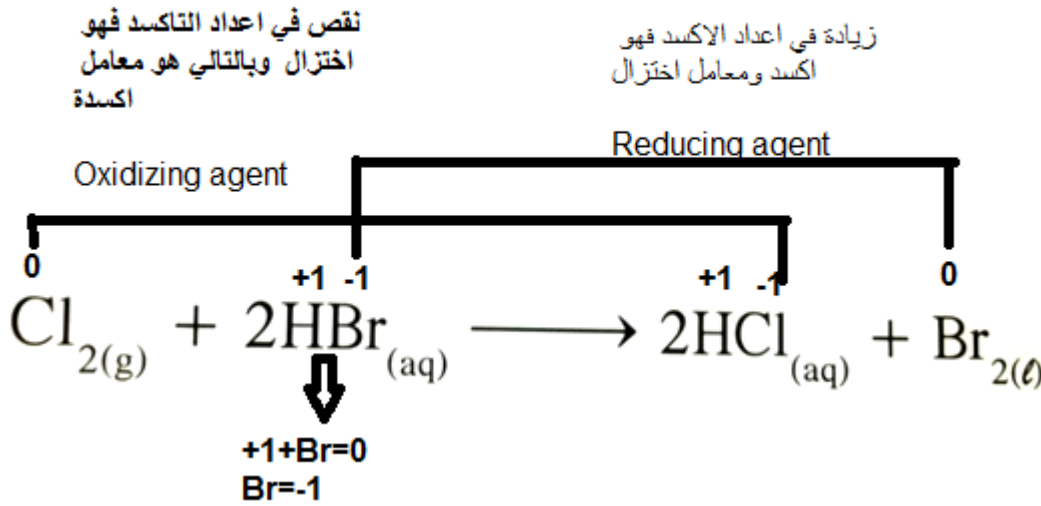 نقص في اعداد التاكسد فهو
اختزال وبالتالي هو معامل
اكسدة
زيادة في اعداد الاكسد فهو
اكسد ومعامل اختزال
Oxidizing agent
Reducing agent
0 +1 -1 +1 -1 0
Cl2(g) + 2HBr(aq) ⟶ 2HCl(aq) + Br2(ℓ)
+1+Br=0
Br=-1